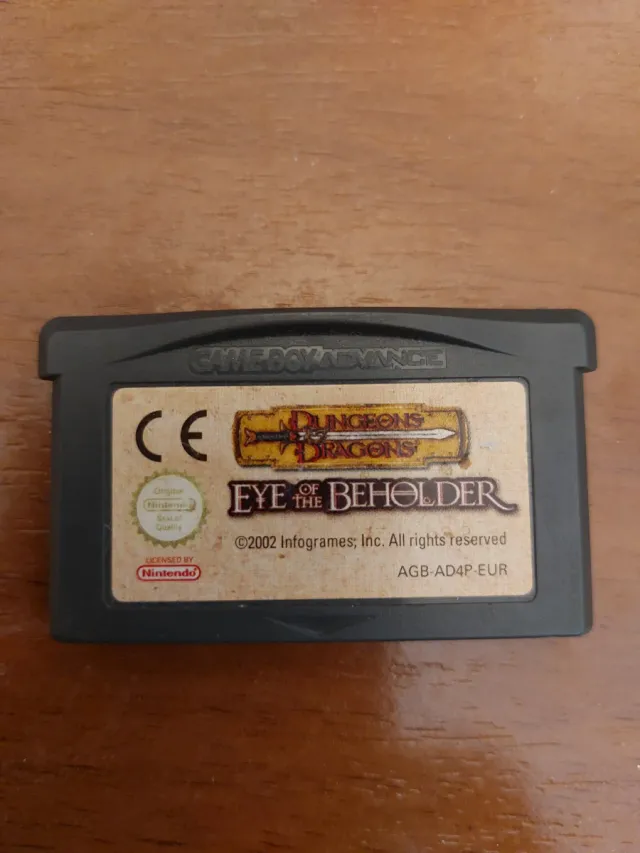 GAME BOY ADVANCE
CE
DUNGEONS
DRAGONS
EYE OF THE BEHOLDER
©2002 Infogrames, Inc. All rights reserved
AGB-AD4P-EUR
Original
Nintendo
Seal of
Quality
LICENSED BY
Nintendo